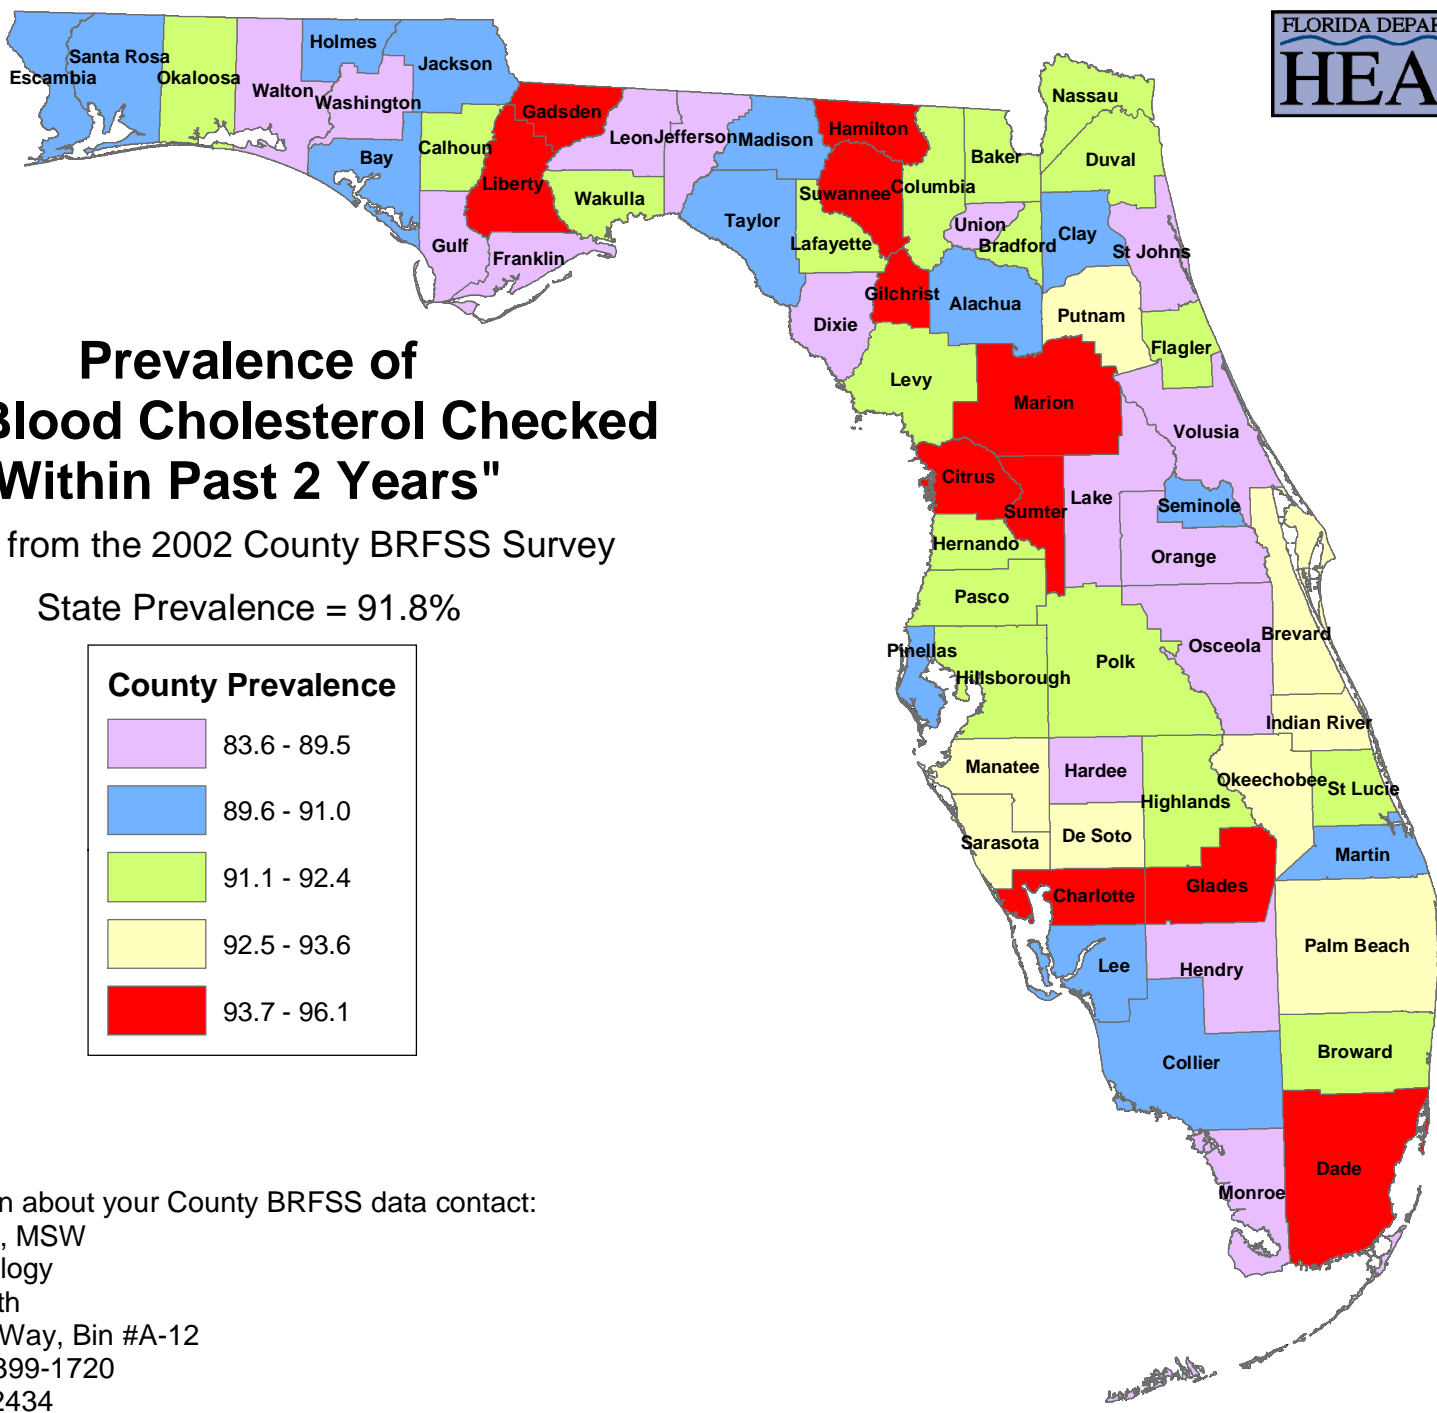 FLORIDA DEPAR
HEA
Escambia
Santa Rosa
Okaloosa
Walton
Holmes
Washington
Jackson
Bay
Calhoun
Gulf
Gadsden
Liberty
Franklin
Leon
Wakulla
Jefferson
Madison
Taylor
Hamilton
Suwannee
Lafayette
Dixie
Columbia
Gilchrist
Levy
Baker
Union
Bradford
Alachua
Nassau
Duval
Clay
St Johns
Putnam
Flagler
Marion
Volusia
Citrus
Sumter
Lake
Seminole
Orange
Hernando
Pasco
Pinellas
Hillsborough
Polk
Osceola
Brevard
Indian River
Manatee
Hardee
Highlands
Okeechobee
St Lucie
Sarasota
De Soto
Martin
Charlotte
Glades
Lee
Hendry
Palm Beach
Collier
Broward
Monroe
Dade
Prevalence of
Blood Cholesterol Checked
Within Past 2 Years"
from the 2002 County BRFSS Survey
State Prevalence = 91.8%
County Prevalence
83.6 - 89.5
89.6 - 91.0
91.1 - 92.4
92.5 - 93.6
93.7 - 96.1
n about your County BRFSS data contact:
, MSW
logy
th
Way, Bin #A-12
399-1720
2434